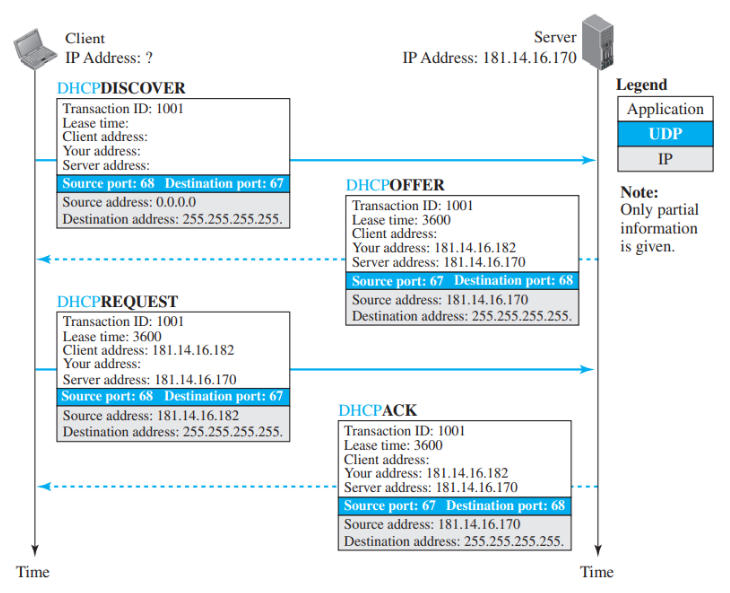 Client
IP Address: ?
Server
IP Address: 181.14.16.170
DHCPDISCOVER
Transaction ID: 1001
Lease time:
Client address:
Your address:
Server address:
Source port: 68 Destination port: 67
Source address: 0.0.0.0
Destination address: 255.255.255.255.
Legend
Application
UDP
IP
Note:
Only partial
information
is given.
DHCPOFFER
Transaction ID: 1001
Lease time: 3600
Client address:
Your address: 181.14.16.182
Server address: 181.14.16.170
Source port: 67 Destination port: 68
Source address: 181.14.16.170
Destination address: 255.255.255.255.
DHCPREQUEST
Transaction ID: 1001
Lease time: 3600
Client address: 181.14.16.182
Your address:
Server address: 181.14.16.170
Source port: 68 Destination port: 67
Source address: 181.14.16.182
Destination address: 255.255.255.255.
DHCPACK
Transaction ID: 1001
Lease time: 3600
Client address:
Your address: 181.14.16.182
Server address: 181.14.16.170
Source port: 67 Destination port: 68
Source address: 181.14.16.170
Destination address: 255.255.255.255.
Time
Time